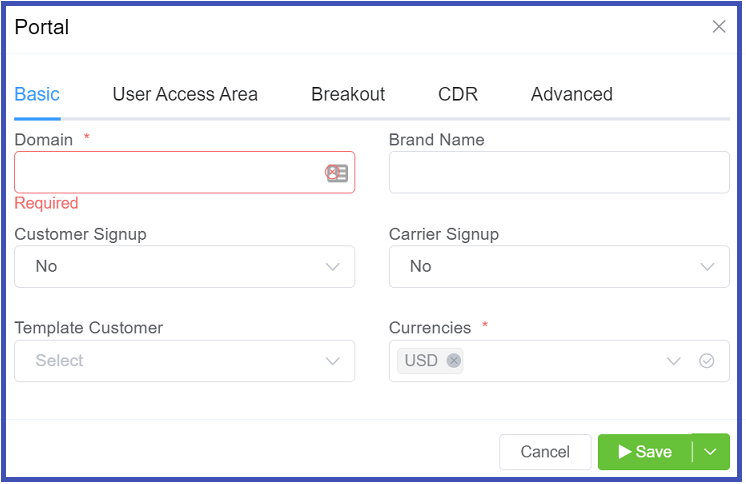 Portal
Basic User Access Area Breakout CDR Advanced
Domain * Brand Name
Required
Customer Signup Carrier Signup
No No
Template Customer Currencies *
Select USD
Cancel Save